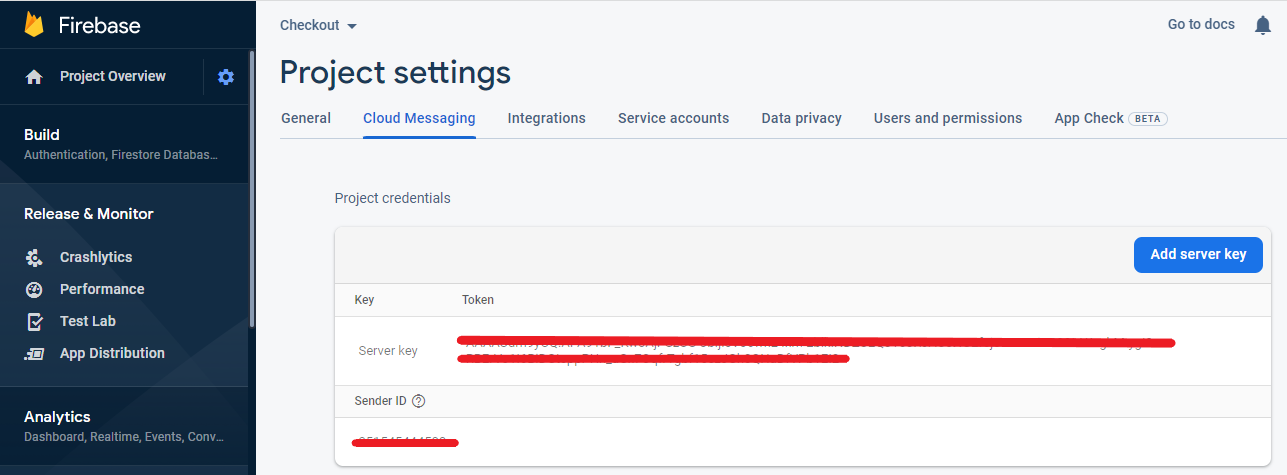 Firebase
Checkout
Go to docs
Project Overview
Project settings
General
Cloud Messaging
Integrations
Service accounts
Data privacy
Users and permissions
App Check BETA
Build
Authentication, Firestore Databas...
Release & Monitor
Crashlytics
Performance
Test Lab
App Distribution
Analytics
Dashboard, Realtime, Events, Conv...
Project credentials
Add server key
Key
Token
Server key
Sender ID